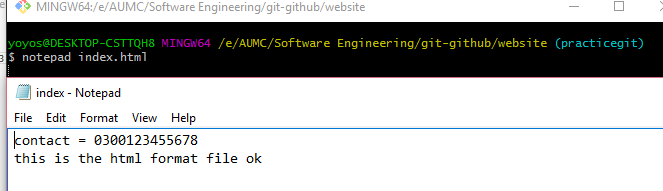 MINGW64:/e/AUMC/Software Engineering/git-github/website
yoyos@DESKTOP-CSTTQH8 MINGW64 /e/AUMC/Software Engineering/git-github/website (practicegit)
$ notepad index.html
index - Notepad
File Edit Format View Help
contact = 0300123455678
this is the html format file ok